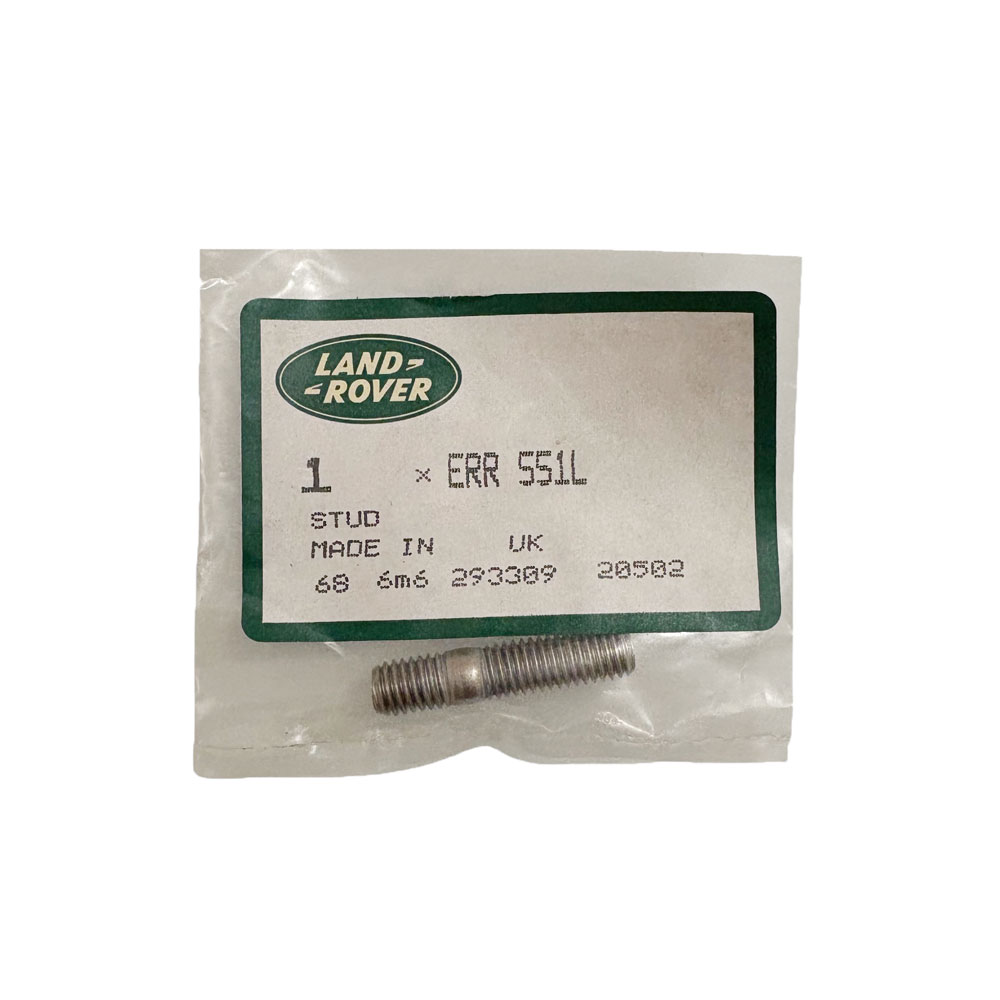 LAND-
-ROVER
1 × ERR 551L
STUD
MADE IN UK
68 6m6 293309 20502